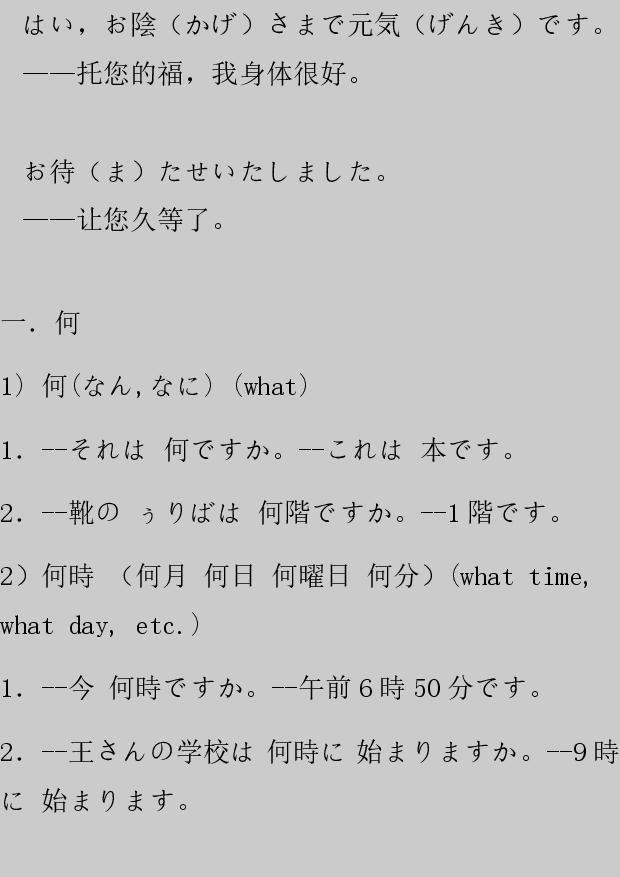 はい，お陰（かげ）さまで元気（げんき）です。
——托您的福，我身体很好。
お待（ま）たせいたしました。
——让您久等了。
一．何
1) 何(なん,なに) (what)
1. --それは 何ですか。--これは 本です。
2. --靴の ぅりばは 何階ですか。--1階です。
2）何時 （何月 何日 何曜日 何分）(what time,
what day, etc.)
1. --今 何時ですか。--午前6時50分です。
2. --王さんの学校は 何時に 始まりますか。--9時
に 始まります。